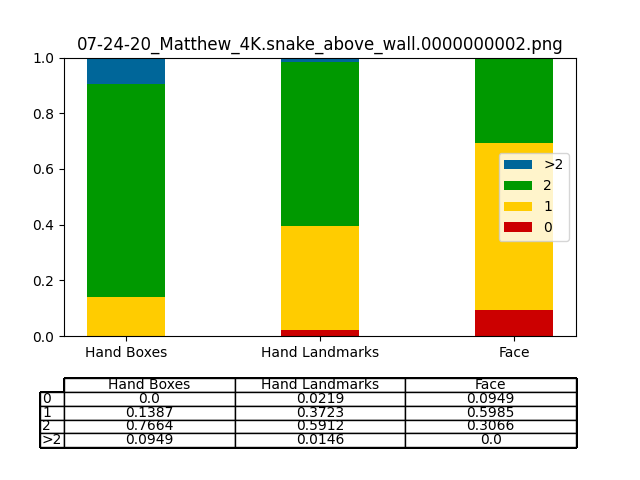 07-24-20_Matthew_4K.snake_above_wall.0000000002.png
1.0
0.8
0.6
0.4
0.2
0.0
>2
2
1
0
Hand Boxes Hand Landmarks Face
Hand Boxes Hand Landmarks Face
0 0.0 0.0219 0.0949
1 0.1387 0.3723 0.5985
2 0.7664 0.5912 0.3066
>2 0.0949 0.0146 0.0